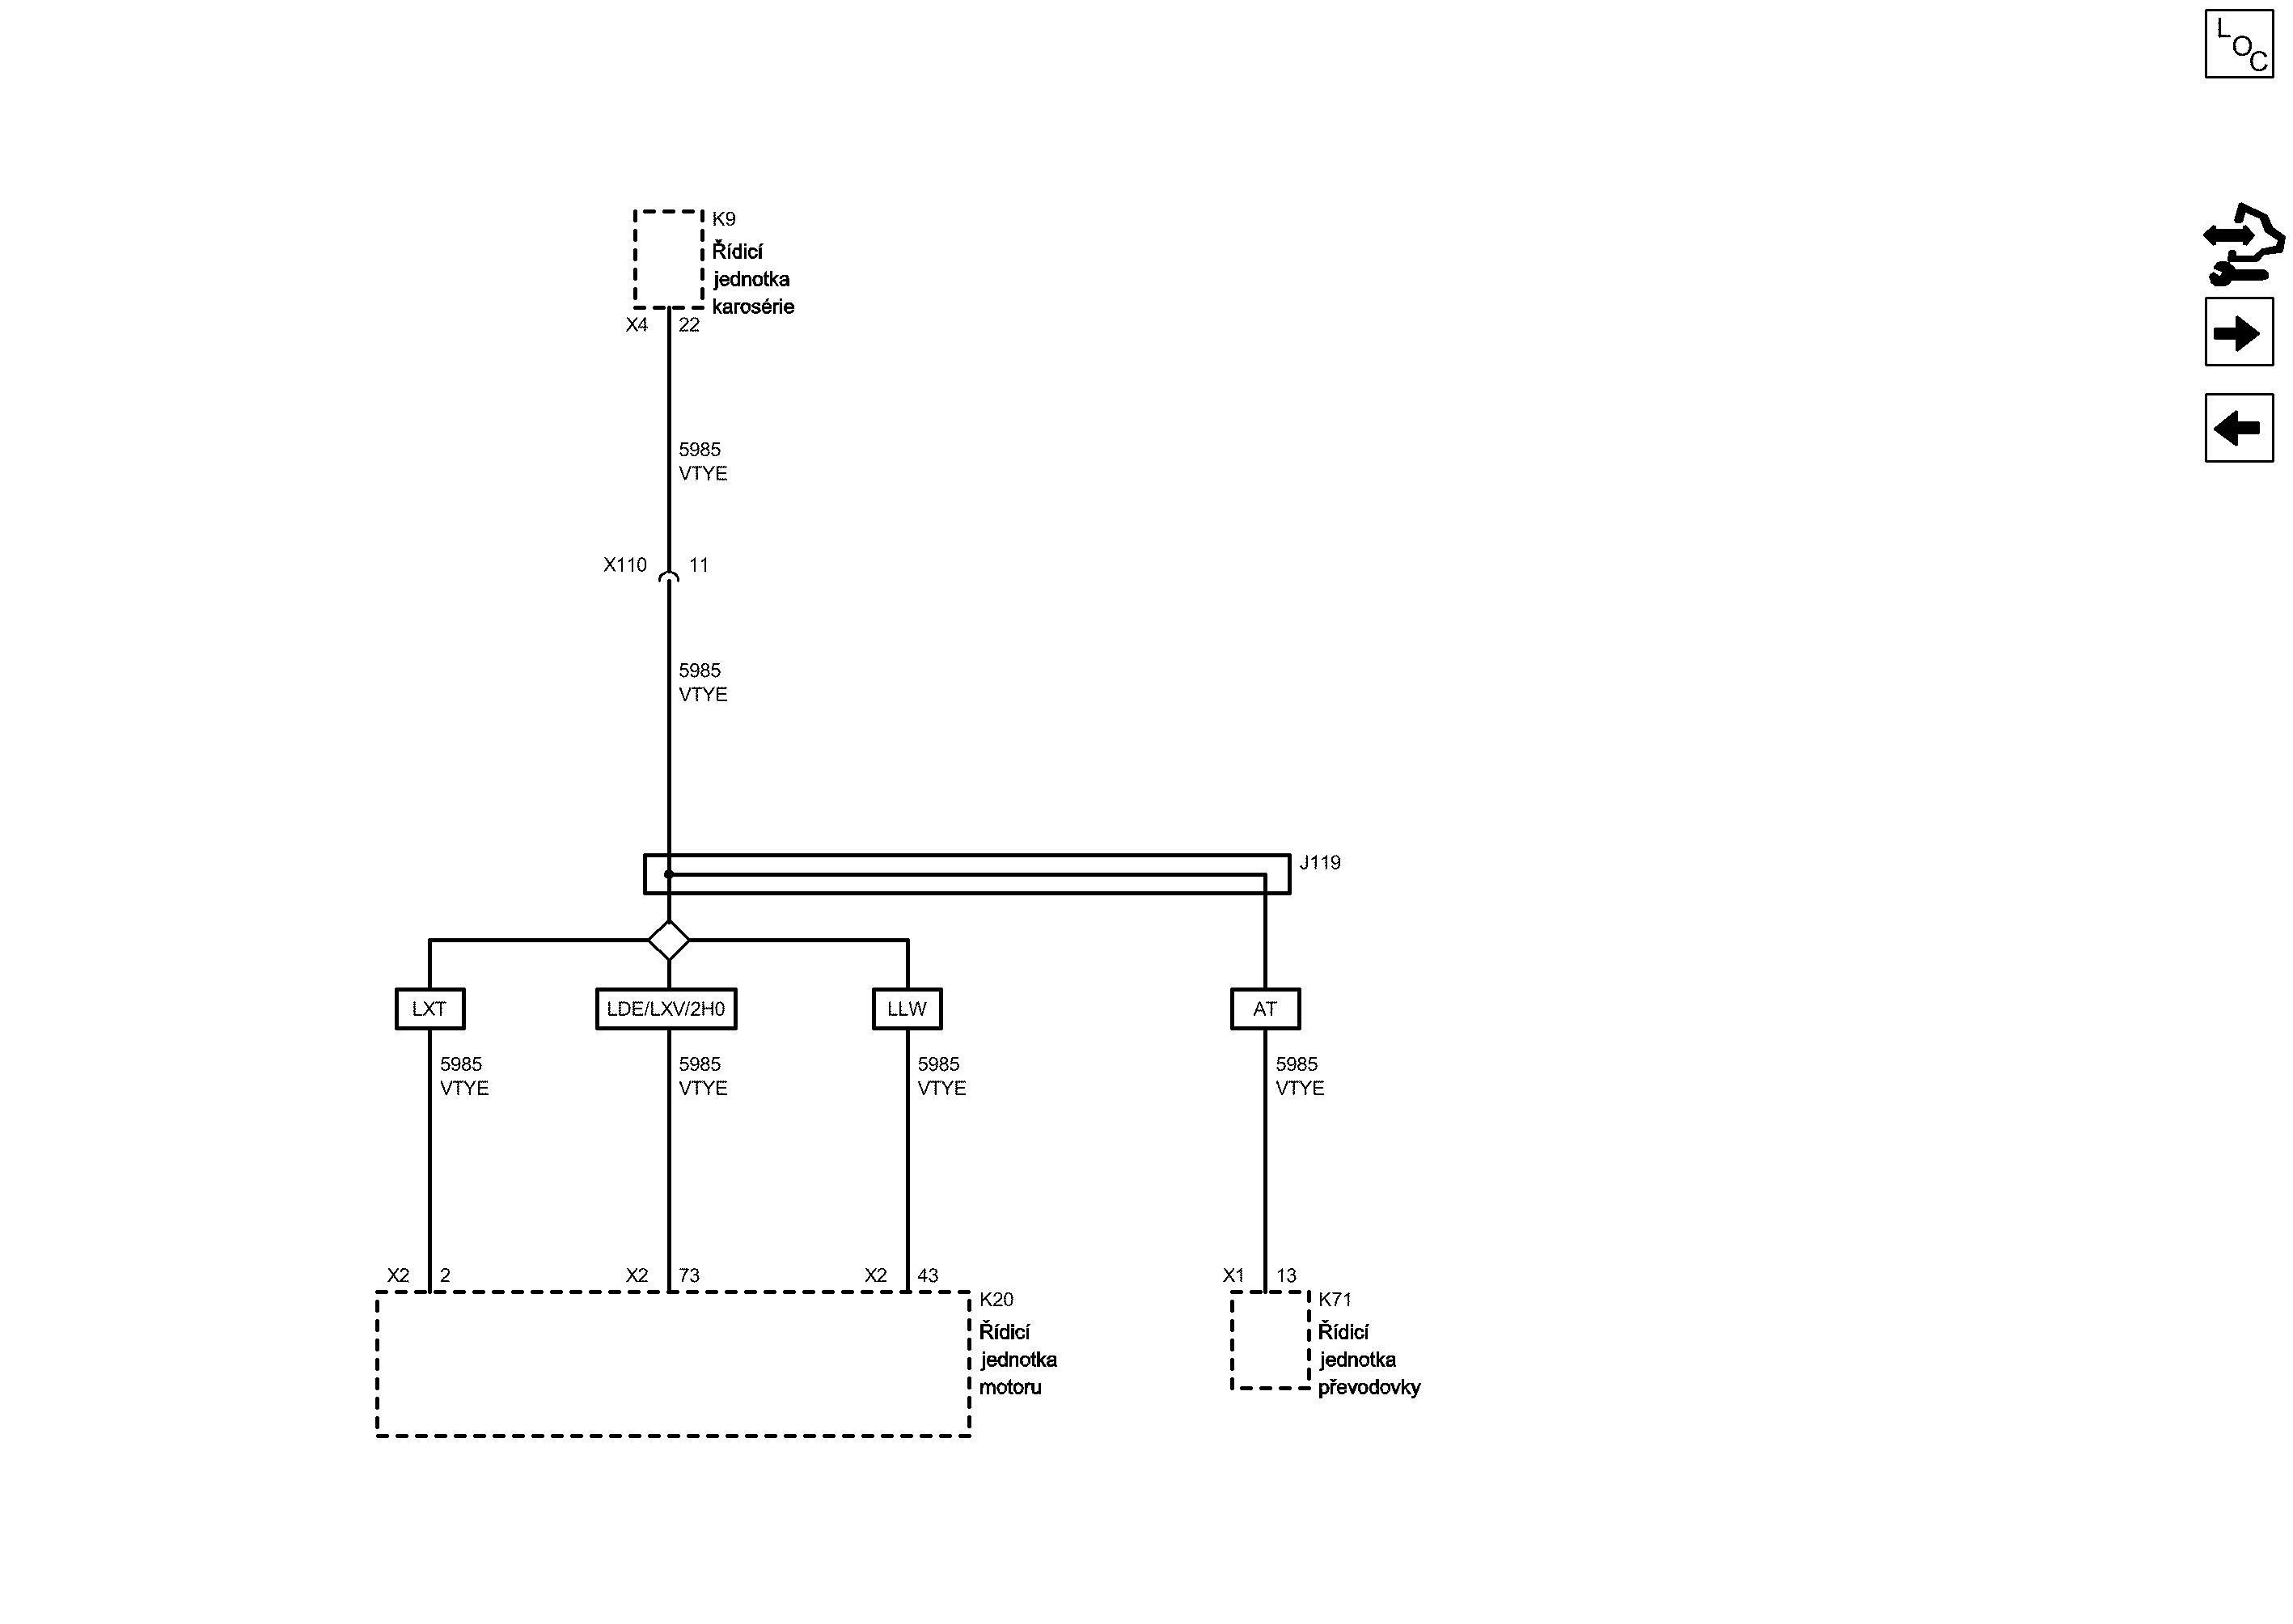 LOC
K9
Řídicí
jednotka
karosérie
X4 22
5985
VTYE
X110 11
5985
VTYE
J119
LXT LDE/LXV/2H0 LLW AT
5985 5985 5985 5985
VTYE VTYE VTYE VTYE
X2 2 X2 73 X2 43 X1 13
K20
Řídicí
jednotka
motoru
K71
Řídicí
jednotka
převodovky